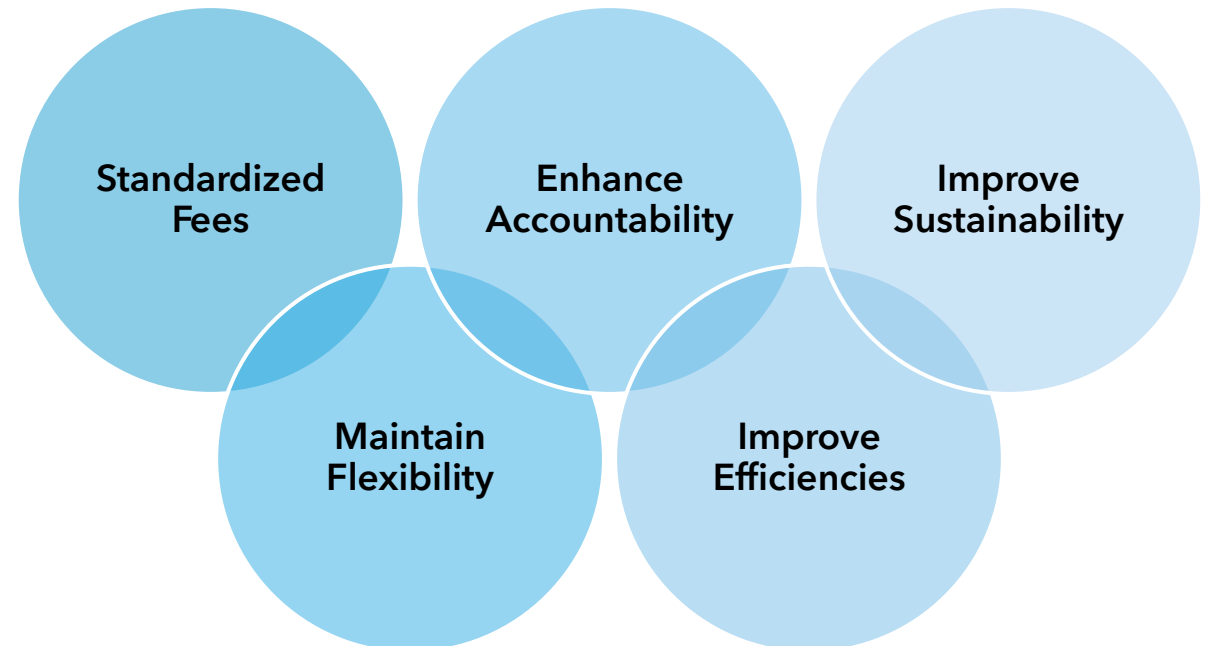 Standardized
Fees
Enhance
Accountability
Improve
Sustainability
Maintain
Flexibility
Improve
Efficiencies